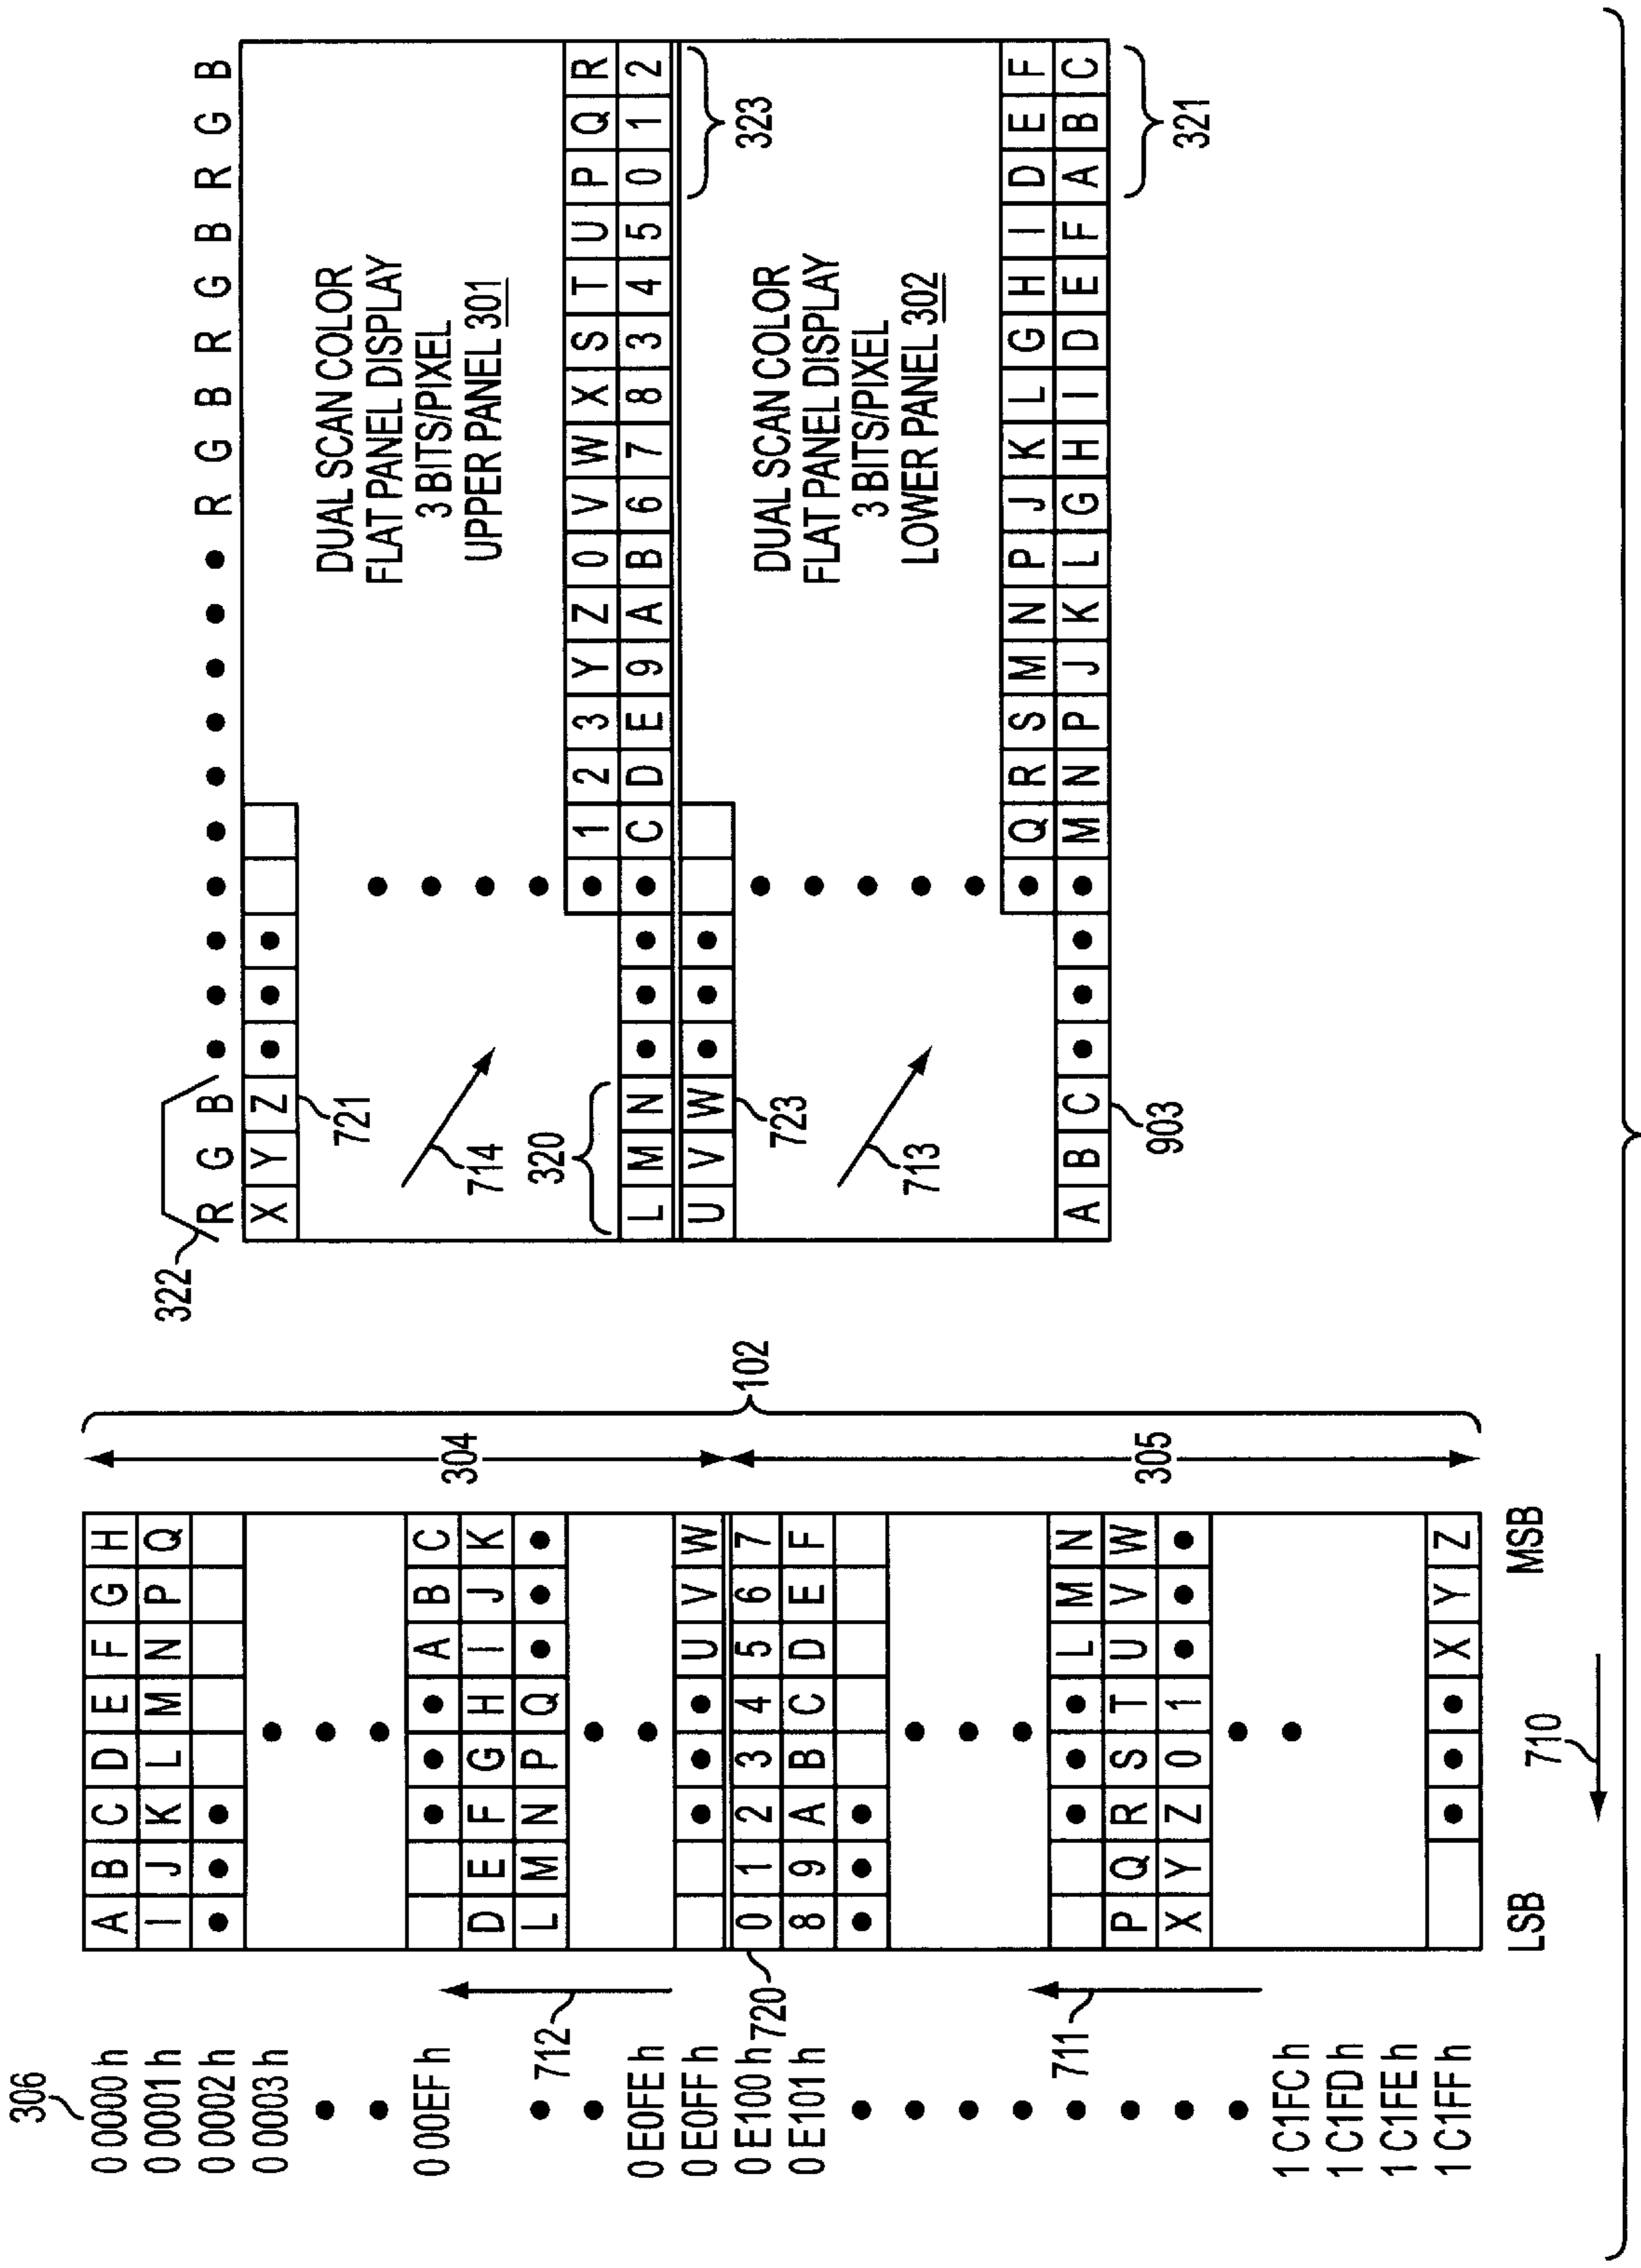 306
0 0000 h A B C D E F G H
0 0001 h I J K L M N P Q
0 0002 h
0 0003 h
0 00EF h A B C
D E F G H I J K
L M N P Q
712
0 E0FE h
0 E0FF h U V W
0 E100 h 720 0 1 2 3 4 5 6 7
0 E101 h 8 9 A B C D E F
711
L M N
P Q R S T U V W
X Y Z 0 1
1 C1FC h
1 C1FD h
1 C1FE h
1 C1FF h X Y Z
LSB MSB
710
304
305
102
322
R G B R G B R G B R G B
X Y Z
721
714
DUAL SCAN COLOR
FLAT PANEL DISPLAY
3 BITS/PIXEL
UPPER PANEL 301
320
1 2 3 Y Z 0 V W X S T U P Q R
L M N C D E 9 A B 6 7 8 3 4 5 0 1 2
U V W
723
323
713
DUAL SCAN COLOR
FLAT PANEL DISPLAY
3 BITS/PIXEL
LOWER PANEL 302
Q R S M N P J K L G H I D E F
A B C M N P J K L G H I D E F A B C
903
321